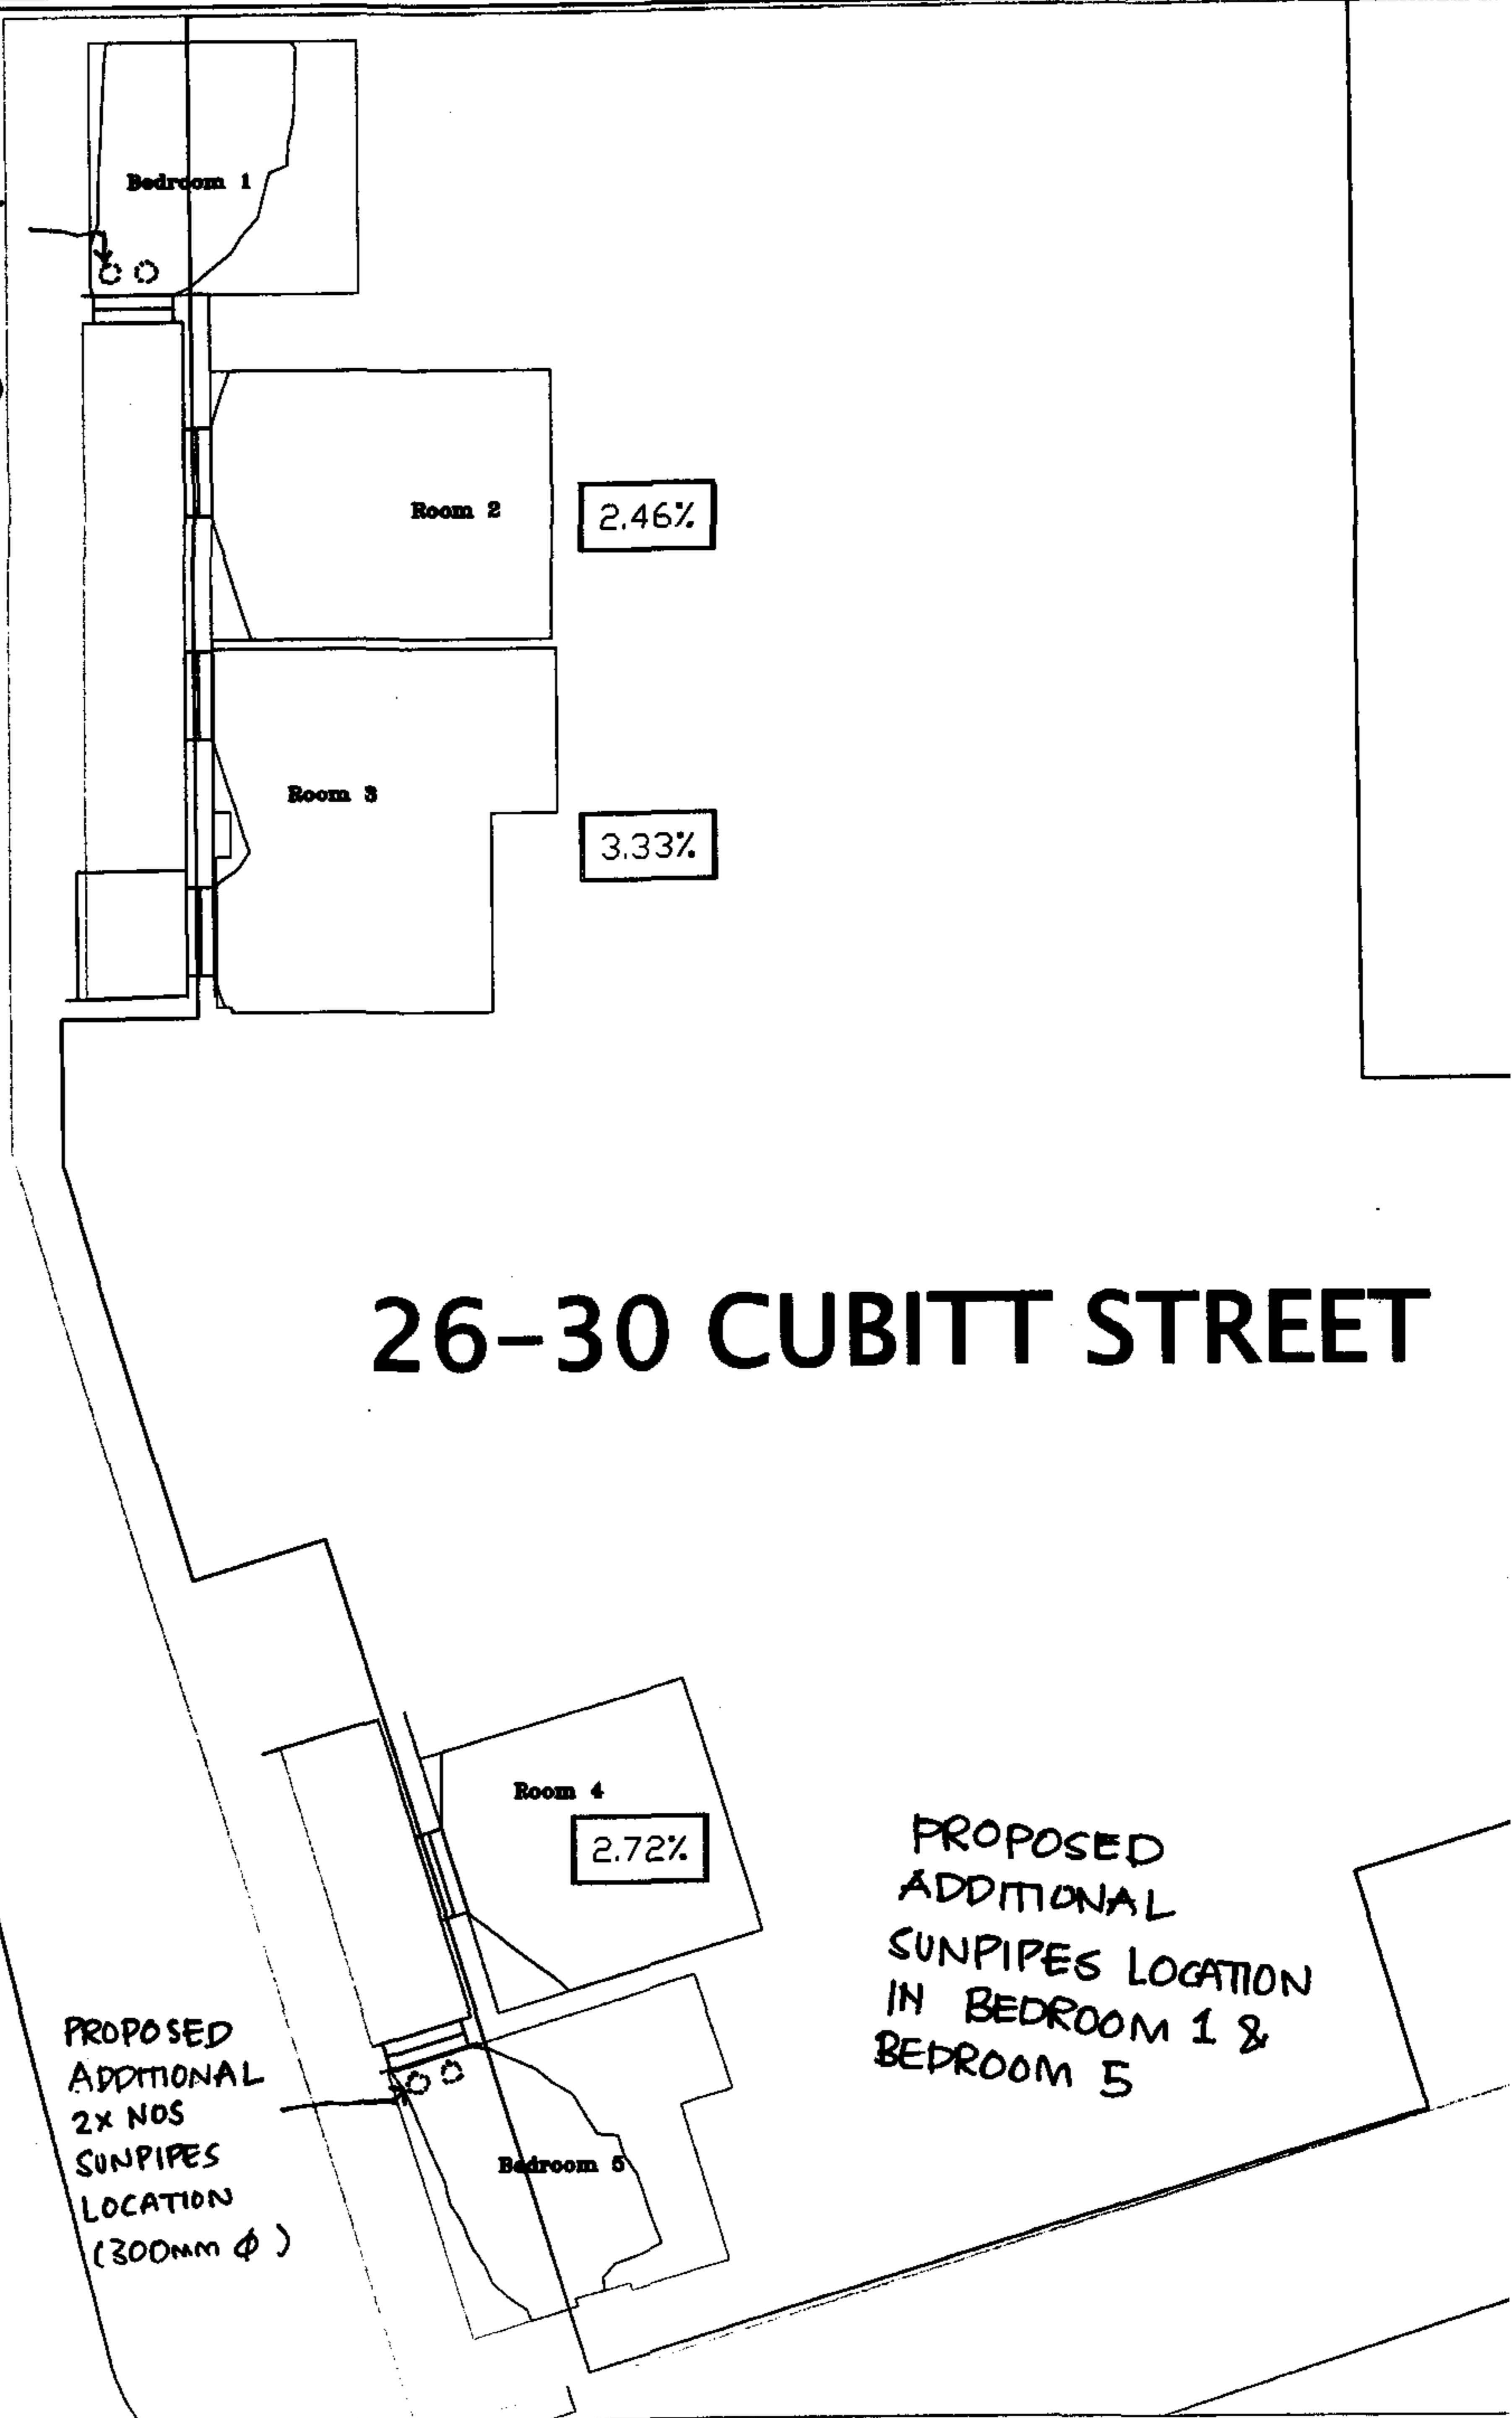 Bedroom 1
Room 2
2.46%
Room 3
3.33%
26-30 CUBITT STREET
Room 4
2.72%
PROPOSED
ADDITIONAL
SUNPIPES LOCATION
IN BEDROOM 1 &
BEDROOM 5
PROPOSED
ADDITIONAL
2x NOS
SUNPIPES
LOCATION
(300mm φ)
Bedroom 5